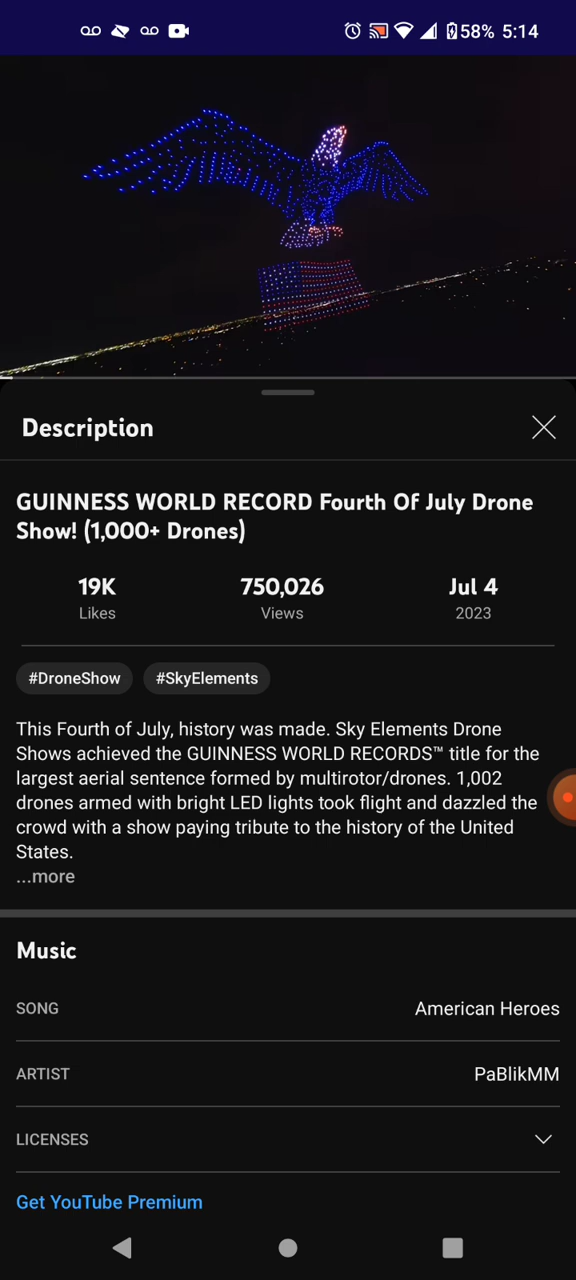 58% 5:14
Description
GUINNESS WORLD RECORD Fourth Of July Drone
Show! (1,000+ Drones)
19K 750,026 Jul 4
Likes Views 2023
#DroneShow #SkyElements
This Fourth of July, history was made. Sky Elements Drone
Shows achieved the GUINNESS WORLD RECORDS™ title for the
largest aerial sentence formed by multirotor/drones. 1,002
drones armed with bright LED lights took flight and dazzled the
crowd with a show paying tribute to the history of the United
States.
...more
Music
SONG American Heroes
ARTIST PaBlikMM
LICENSES
Get YouTube Premium